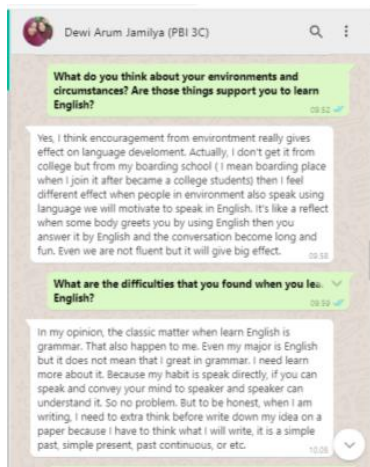 Dewi Arum Jamilya (PBI 3C)
What do you think about your environments and
circumstances? Are those things support you to learn
English?
09:52
Yes, I think encouragement from environtment really gives
effect on language develoment. Actually, I don't get it from
college but from my boarding school ( I mean boarding place
when I join it after became a college students) then I feel
different effect when people in environment also speak using
language we will motivate to speak in English. It's like a reflect
when some body greets you by using English then you
answer it by English and the conversation become long and
fun. Even we are not fluent but it will give big effect.
09:58
What are the difficulties that you found when you lea
English?
09:59
In my opinion, the classic matter when learn English is
grammar. That also happen to me. Even my major is English
but it does not mean that I great in grammar. I need learn
more about it. Because my habit is speak directly, if you can
speak and convey your mind to speaker and speaker can
understand it. So no problem. But to be honest, when I am
writing, I need to extra think before write down my idea on a
paper because I have to think what I will write, it is a simple
past, simple present, past continuous, or etc.
10:05